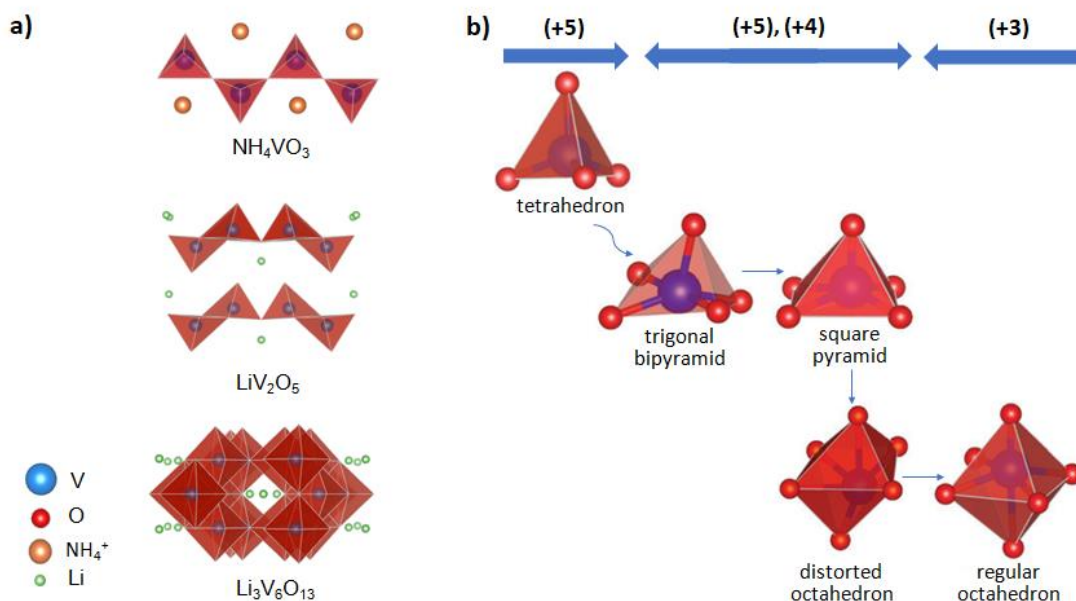 a)
NH₄VO₃
LiV₂O₅
V
O
NH₄⁺
Li
Li₃V₆O₁₃
b)
(+5)
(+5), (+4)
(+3)
tetrahedron
trigonal
bipyramid
square
pyramid
distorted
octahedron
regular
octahedron